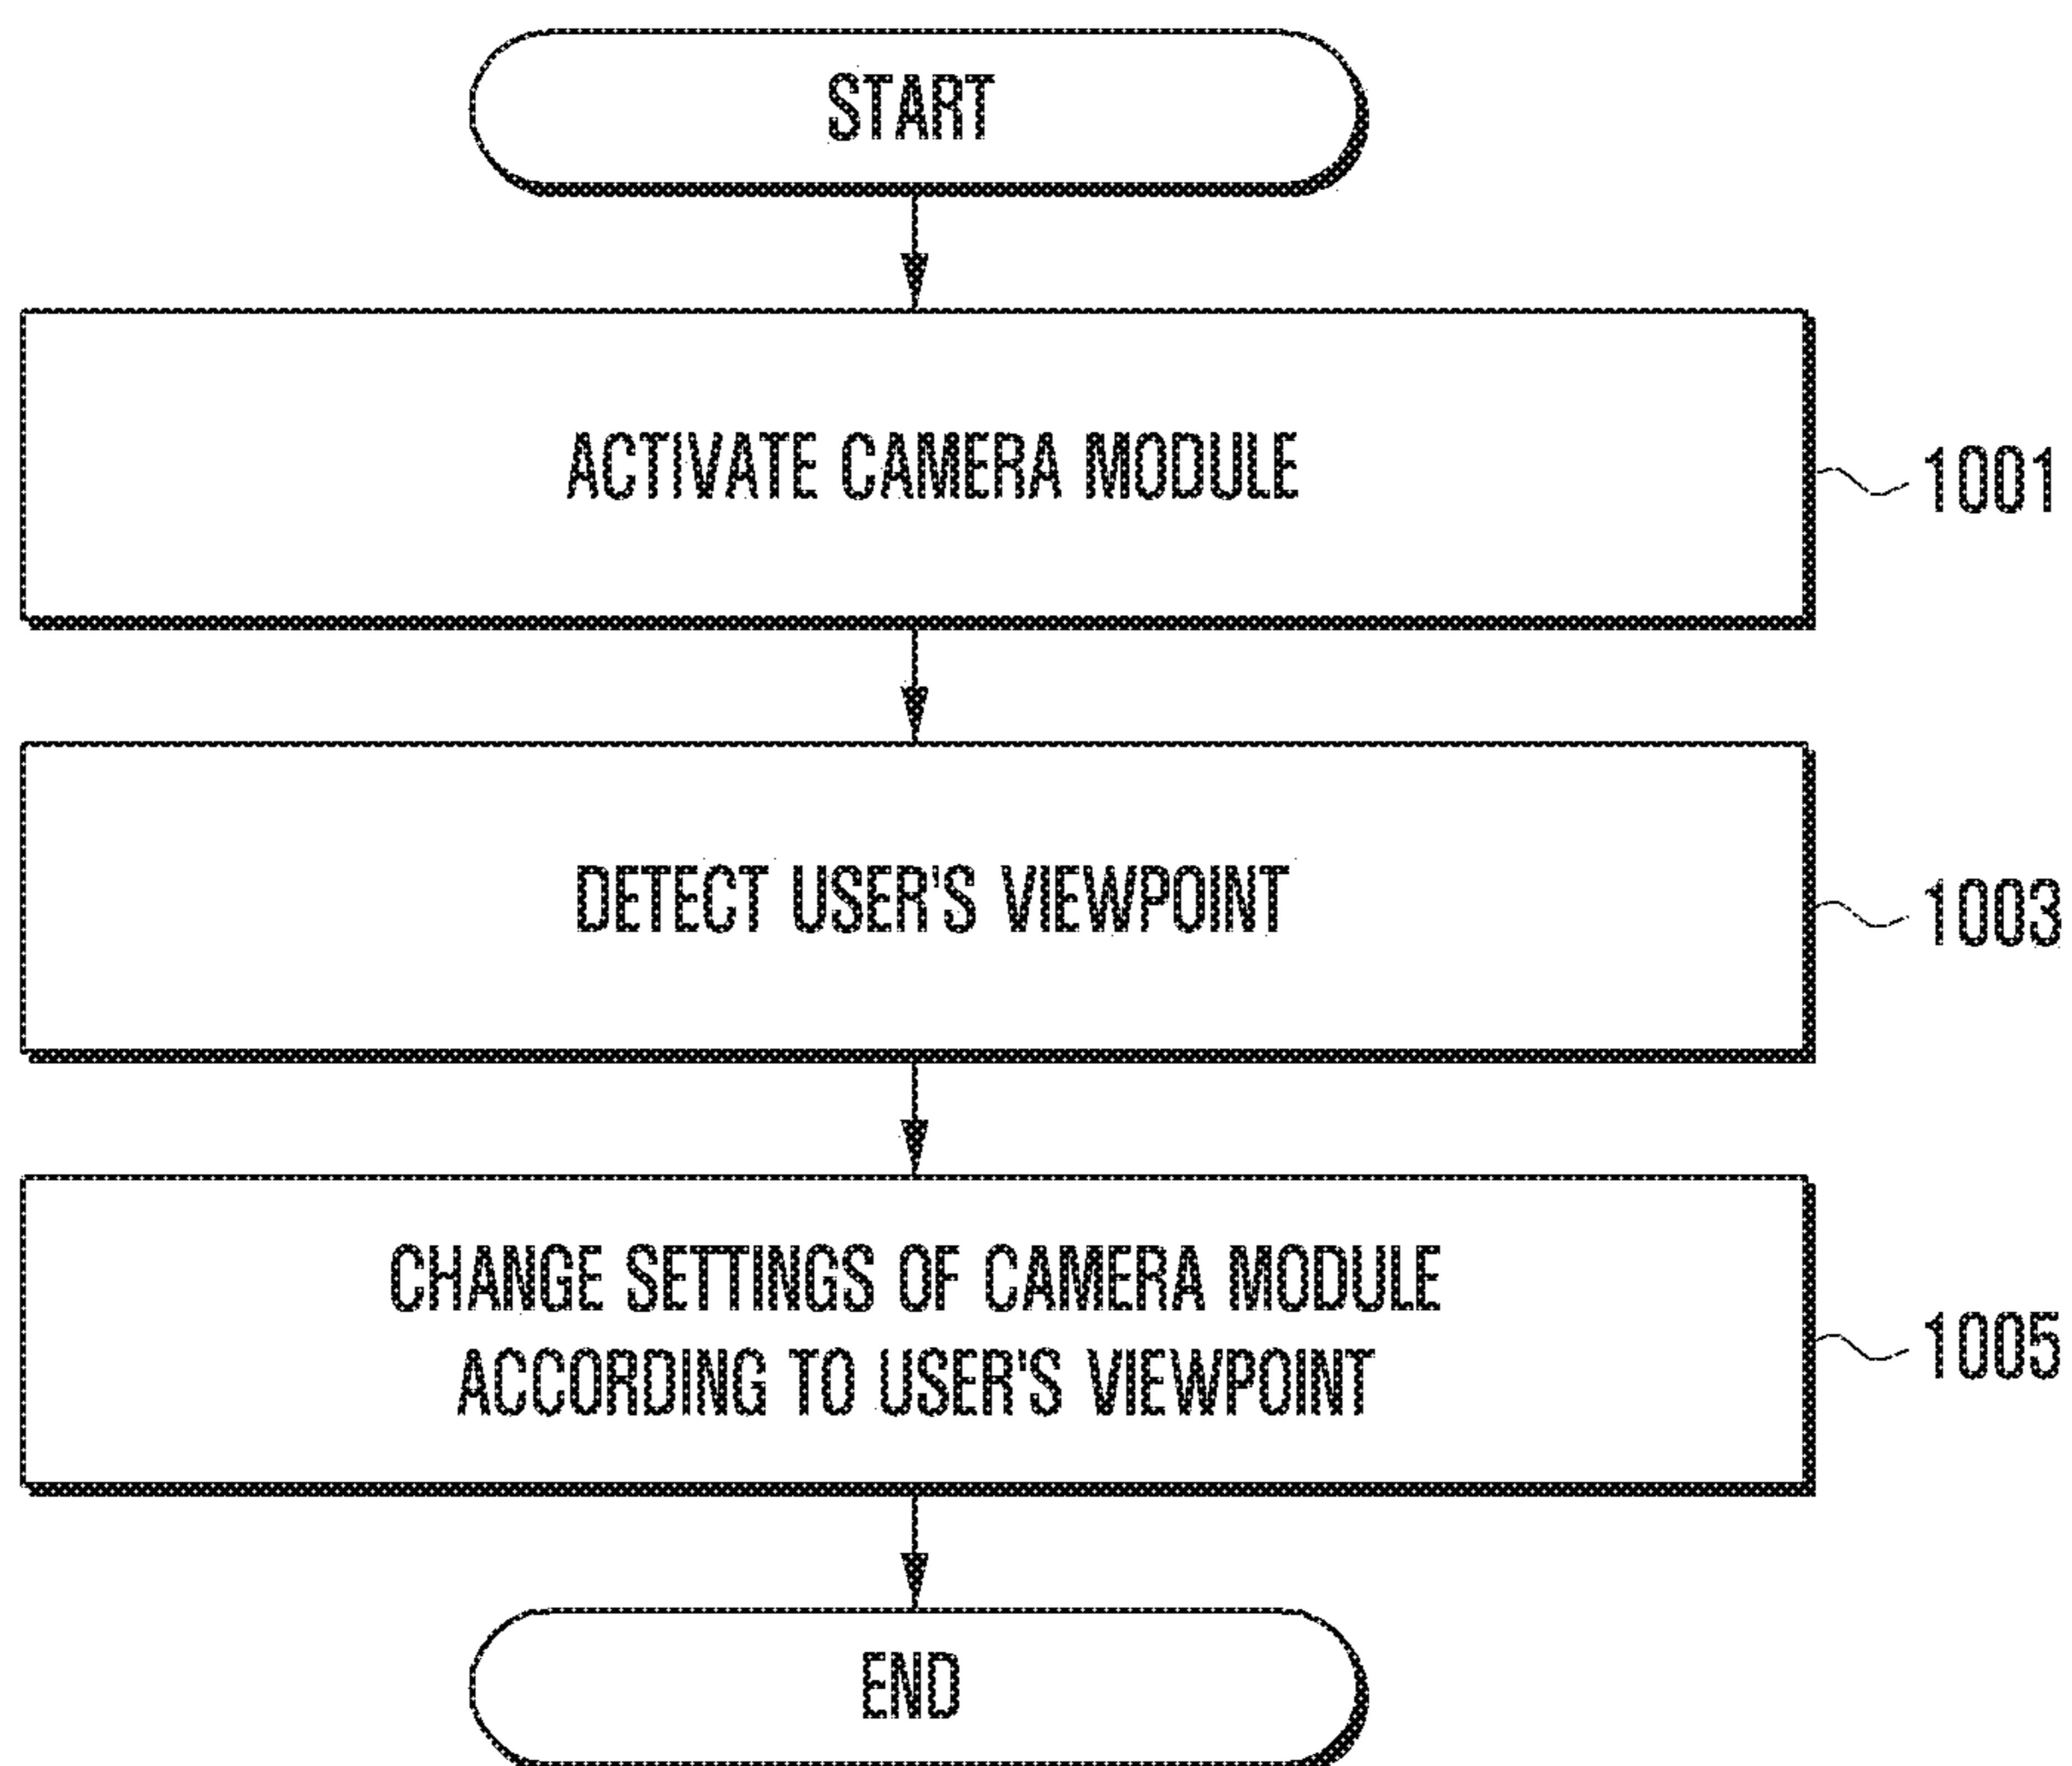 START
ACTIVATE CAMERA MODULE
1001
DETECT USER'S VIEWPOINT
1003
CHANGE SETTINGS OF CAMERA MODULE
ACCORDING TO USER'S VIEWPOINT
1005
END